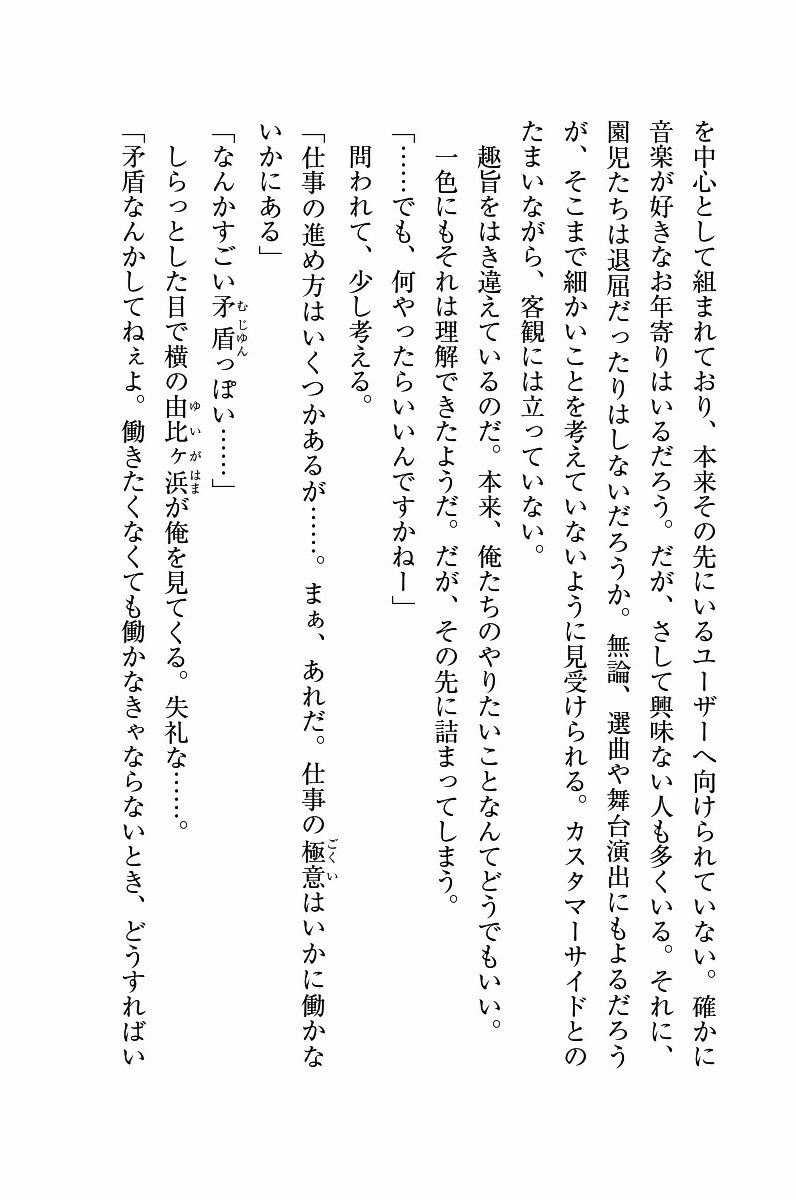 を中心として組まれており、本来その先にいるユーザーへ向けられていない。確かに
音楽が好きなお年寄りはいるだろう。だが、さして興味ない人も多くいる。それに、
園児たちは退屈だったりはしないだろうか。無論、選曲や舞台演出にもよるだろう
が、そこまで細かいことを考えていないように見受けられる。カスタマーサイドとの
たまいながら、客観には立っていない。
趣旨をはき違えているのだ。本来、俺たちのやりたいことなんてどうでもいい。
一色にもそれは理解できたようだ。だが、その先に詰まってしまう。
「……でも、何やったらいいんですかねー」
問われて、少し考える。
「仕事の進め方はいくつかあるが……。まぁ、あれだ。仕事の極意はいかに働かな
いかにある」
「なんかすごい矛盾っぽい……」
しらっとした目で横の由比ヶ浜が俺を見てくる。失礼な……。
「矛盾なんかしてねぇよ。働きたくなくても働かなきゃならないとき、どうすればい